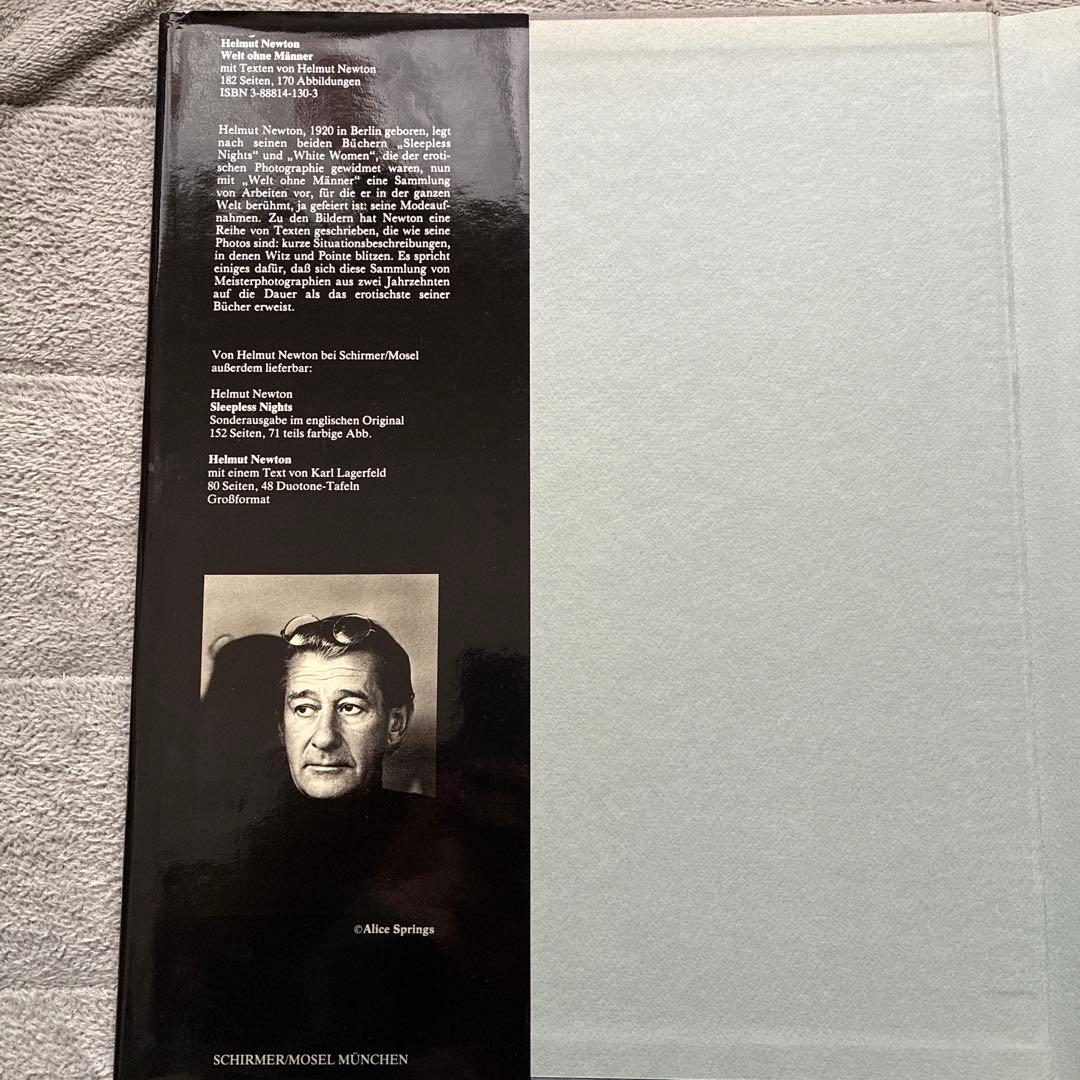 Helmut Newton
Welt ohne Männer
mit Texten von Helmut Newton
182 Seiten, 170 Abbildungen
ISBN 3-88814-130-3
Helmut Newton, 1920 in Berlin geboren, legt
nach seinen beiden Büchern „Sleepless
Nights“ und „White Women“, die der eroti-
schen Photographie gewidmet waren, nun
mit „Welt ohne Männer“ eine Sammlung
von Arbeiten vor, für die er in der ganzen
Welt berühmt, ja gefeiert ist: seine Modeauf-
nahmen. Zu den Bildern hat Newton eine
Reihe von Texten geschrieben, die wie seine
Photos sind: kurze Situationsbeschreibungen,
in denen Witz und Pointe blitzen. Es spricht
einiges dafür, daß sich diese Sammlung von
Meisterphotographien aus zwei Jahrzehnten
auf die Dauer als das erotischste seiner
Bücher erweist.
Von Helmut Newton bei Schirmer/Mosel
außerdem lieferbar:
Helmut Newton
Sleepless Nights
Sonderausgabe im englischen Original
152 Seiten, 71 teils farbige Abb.
Helmut Newton
mit einem Text von Karl Lagerfeld
80 Seiten, 48 Duotone-Tafeln
Großformat
©Alice Springs
SCHIRMER/MOSEL MÜNCHEN